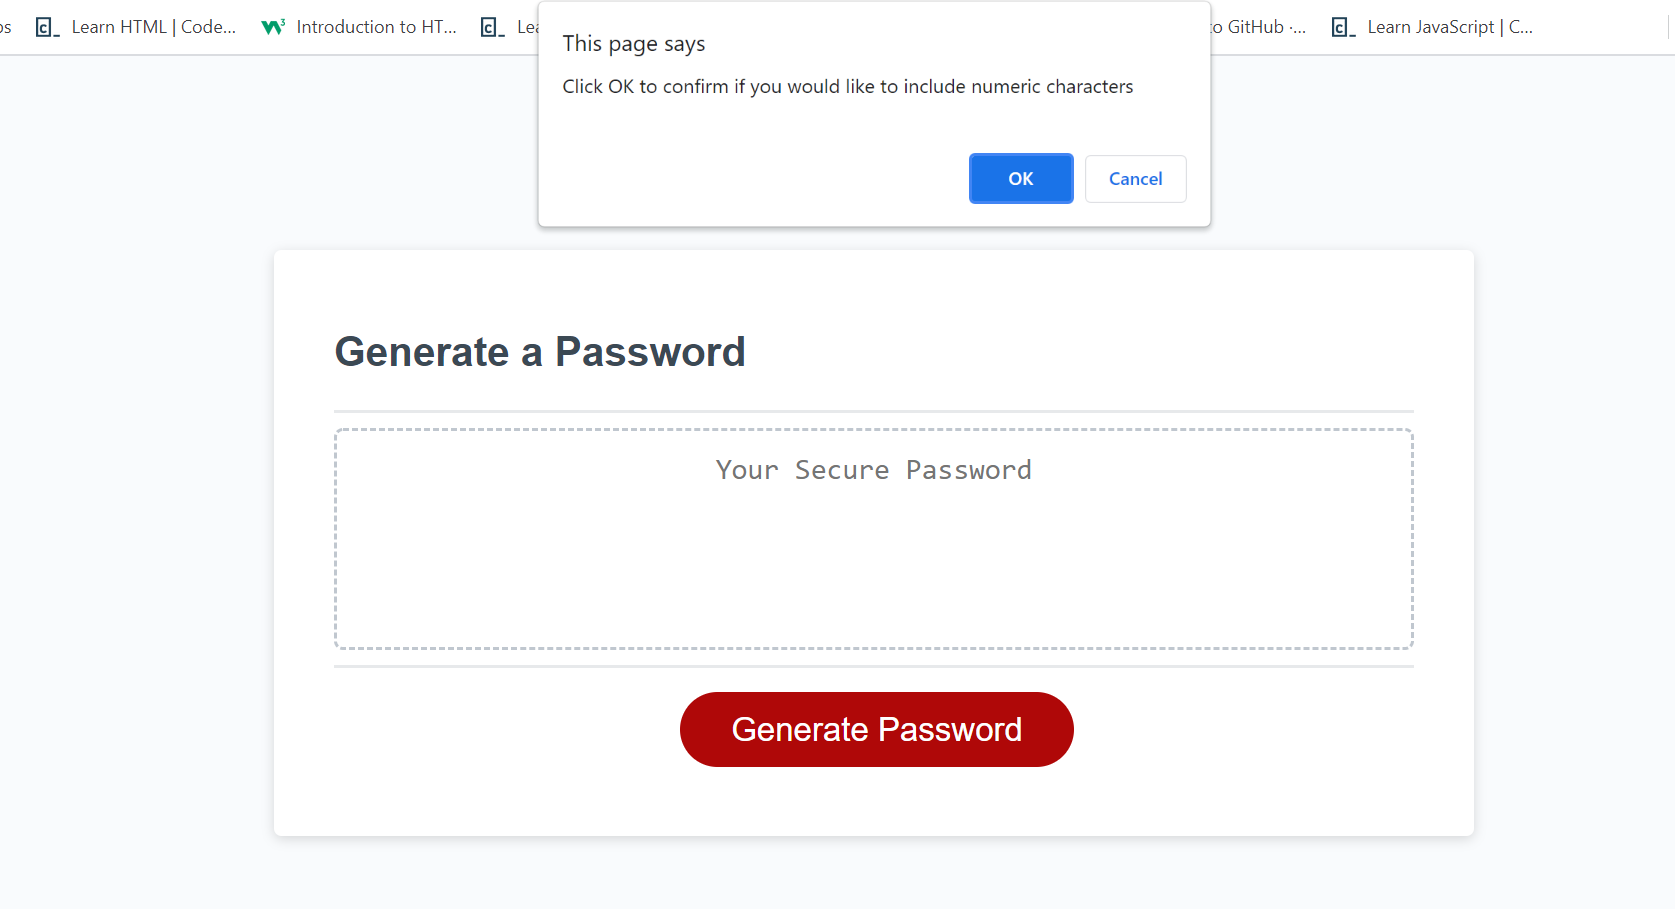 os Learn HTML | Code... Introduction to HT... Lea to GitHub ·... Learn JavaScript | C...
This page says
Click OK to confirm if you would like to include numeric characters
OK Cancel
Generate a Password
Your Secure Password
Generate Password